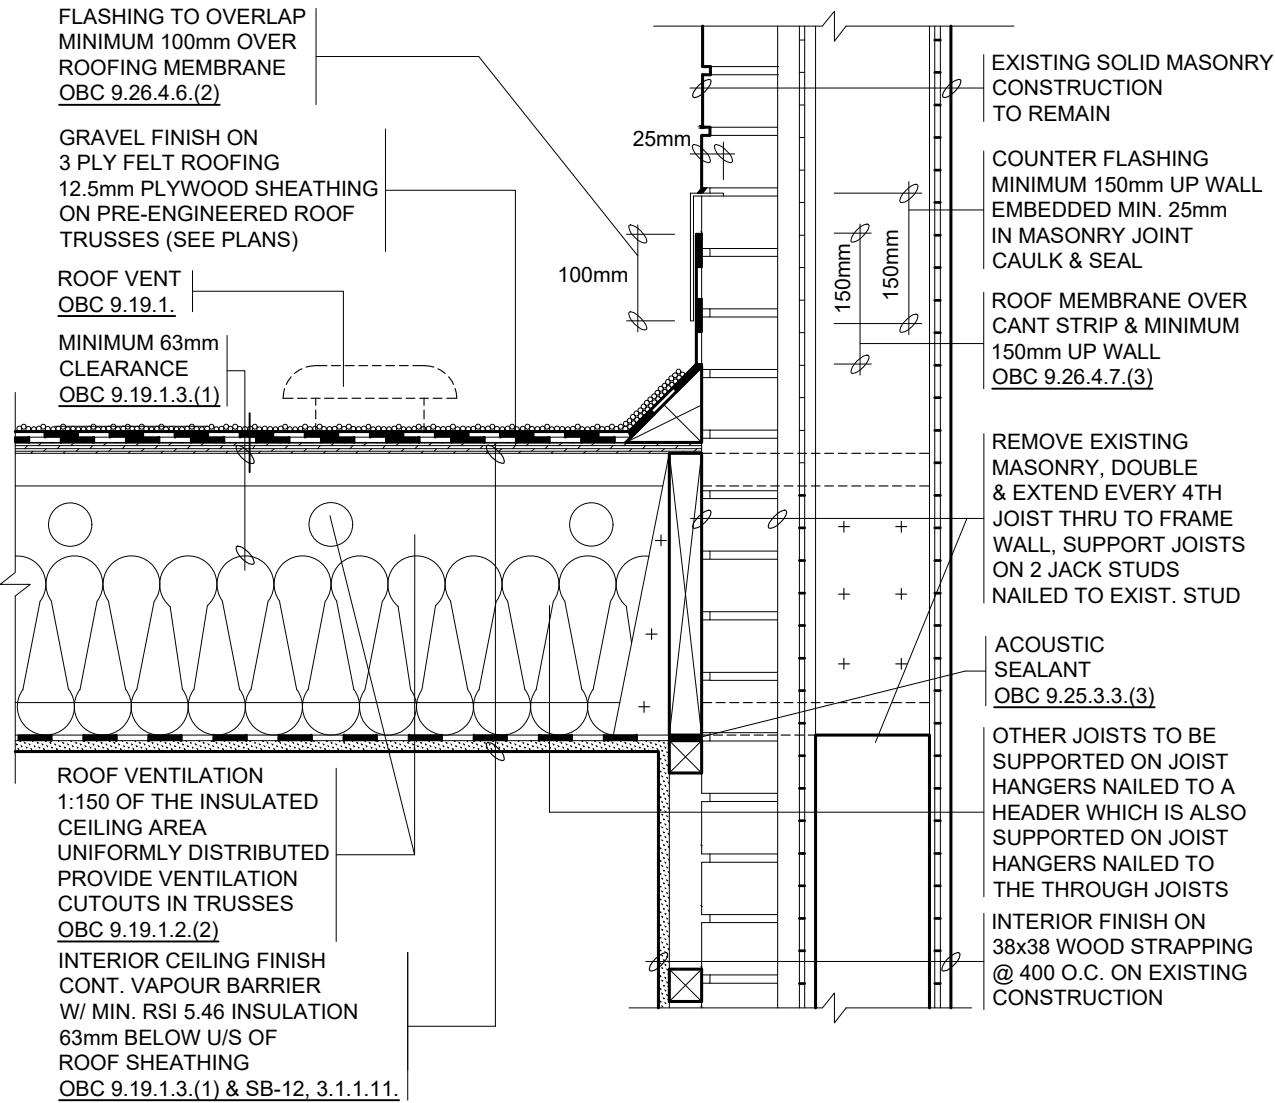 FLASHING TO OVERLAP
MINIMUM 100mm OVER
ROOFING MEMBRANE
OBC 9.26.4.6.(2)
GRAVEL FINISH ON
3 PLY FELT ROOFING
12.5mm PLYWOOD SHEATHING
ON PRE-ENGINEERED ROOF
TRUSSES (SEE PLANS)
ROOF VENT
OBC 9.19.1.
MINIMUM 63mm
CLEARANCE
OBC 9.19.1.3.(1)
ROOF VENTILATION
1:150 OF THE INSULATED
CEILING AREA
UNIFORMLY DISTRIBUTED
PROVIDE VENTILATION
CUTOUTS IN TRUSSES
OBC 9.19.1.2.(2)
INTERIOR CEILING FINISH
CONT. VAPOUR BARRIER
W/ MIN. RSI 5.46 INSULATION
63mm BELOW U/S OF
ROOF SHEATHING
OBC 9.19.1.3.(1) & SB-12, 3.1.1.11.
25mm
100mm
150mm
150mm
EXISTING SOLID MASONRY
CONSTRUCTION
TO REMAIN
COUNTER FLASHING
MINIMUM 150mm UP WALL
EMBEDDED MIN. 25mm
IN MASONRY JOINT
CAULK & SEAL
ROOF MEMBRANE OVER
CANT STRIP & MINIMUM
150mm UP WALL
OBC 9.26.4.7.(3)
REMOVE EXISTING
MASONRY, DOUBLE
& EXTEND EVERY 4TH
JOIST THRU TO FRAME
WALL, SUPPORT JOISTS
ON 2 JACK STUDS
NAILED TO EXIST. STUD
ACOUSTIC
SEALANT
OBC 9.25.3.3.(3)
OTHER JOISTS TO BE
SUPPORTED ON JOIST
HANGERS NAILED TO A
HEADER WHICH IS ALSO
SUPPORTED ON JOIST
HANGERS NAILED TO
THE THROUGH JOISTS
INTERIOR FINISH ON
38x38 WOOD STRAPPING
@ 400 O.C. ON EXISTING
CONSTRUCTION